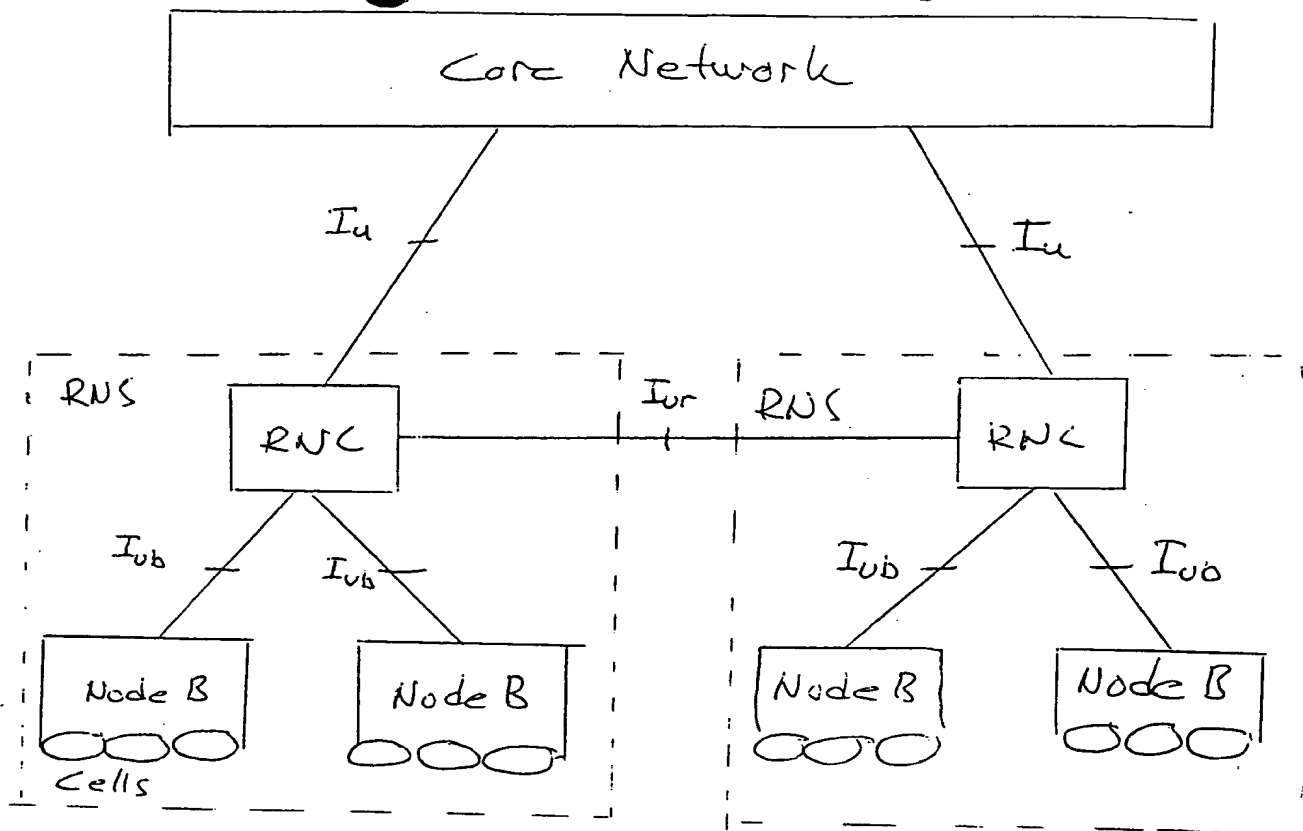 Core Network
Iu
Iu
RNS
RNC
Iur
RNS
RNC
Iub
Iub
Iub
Iub
Node B
Node B
Node B
Node B
Cells